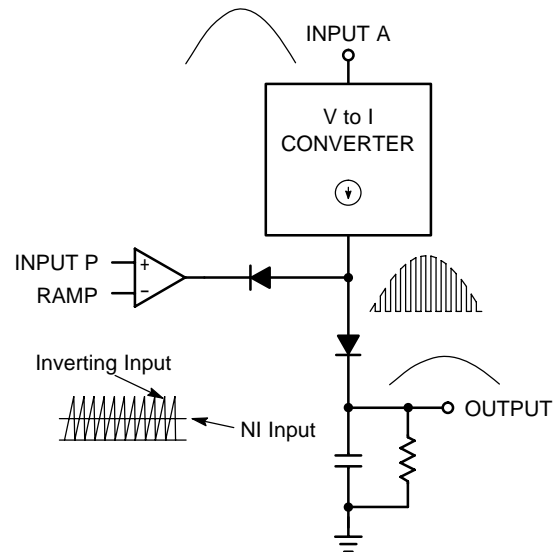 INPUT A
V to I
CONVERTER
INPUT P
+
RAMP
−
Inverting Input
NI Input
OUTPUT